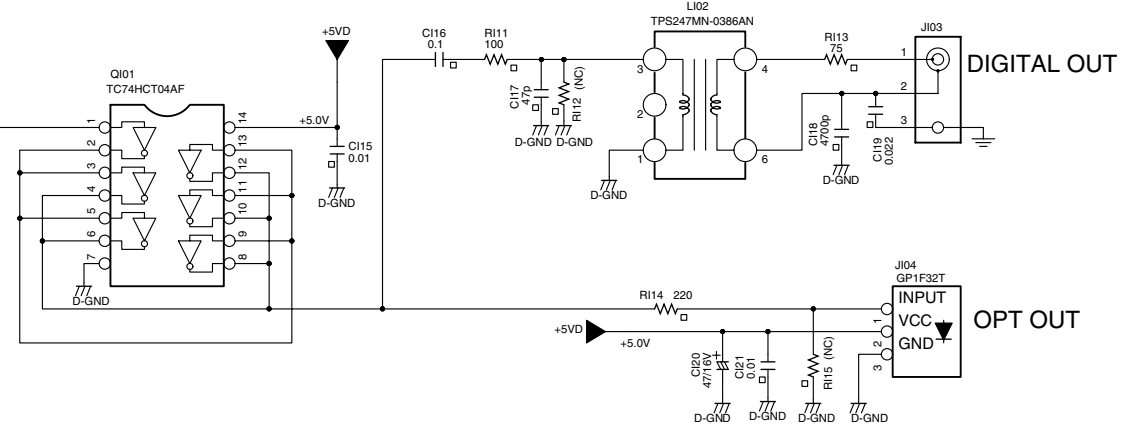 LI02
TPS247MN-0386AN
+5VD
CI16
0.1
RI11
100
RI13
75
JI03
3
4
1
DIGITAL OUT
QI01
TC74HCT04AF
CI17
47p
RI12 (NC)
2
2
CI18
4700p
CI19
0.022
3
1
14
+5.0V
CI15
0.01
D-GND D-GND
2
13
1
6
3
12
D-GND
4
11
D-GND
D-GND
5
10
6
9
7
8
D-GND
JI04
GP1F32T
RI14 220
INPUT
1
VCC
OPT OUT
+5VD
+5.0V
2
GND
3
CI20
47/16V
+
CI21
0.01
RI15 (NC)
D-GND
D-GND
D-GND
D-GND